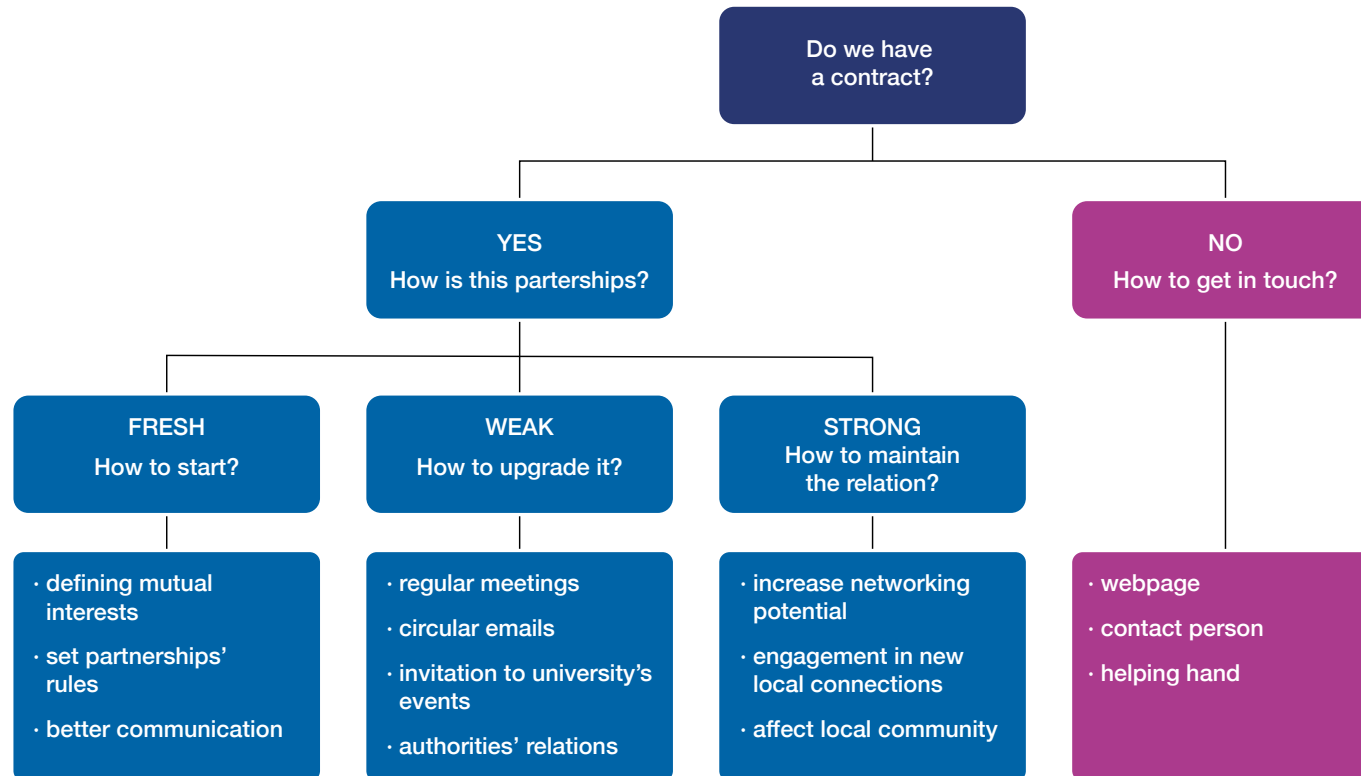 Do we have
a contract?
YES
How is this parterships?
NO
How to get in touch?
FRESH
How to start?
WEAK
How to upgrade it?
STRONG
How to maintain
the relation?
· defining mutual
interests
· set partnerships’
rules
· better communication
· regular meetings
· circular emails
· invitation to university’s
events
· authorities’ relations
· increase networking
potential
· engagement in new
local connections
· affect local community
· webpage
· contact person
· helping hand